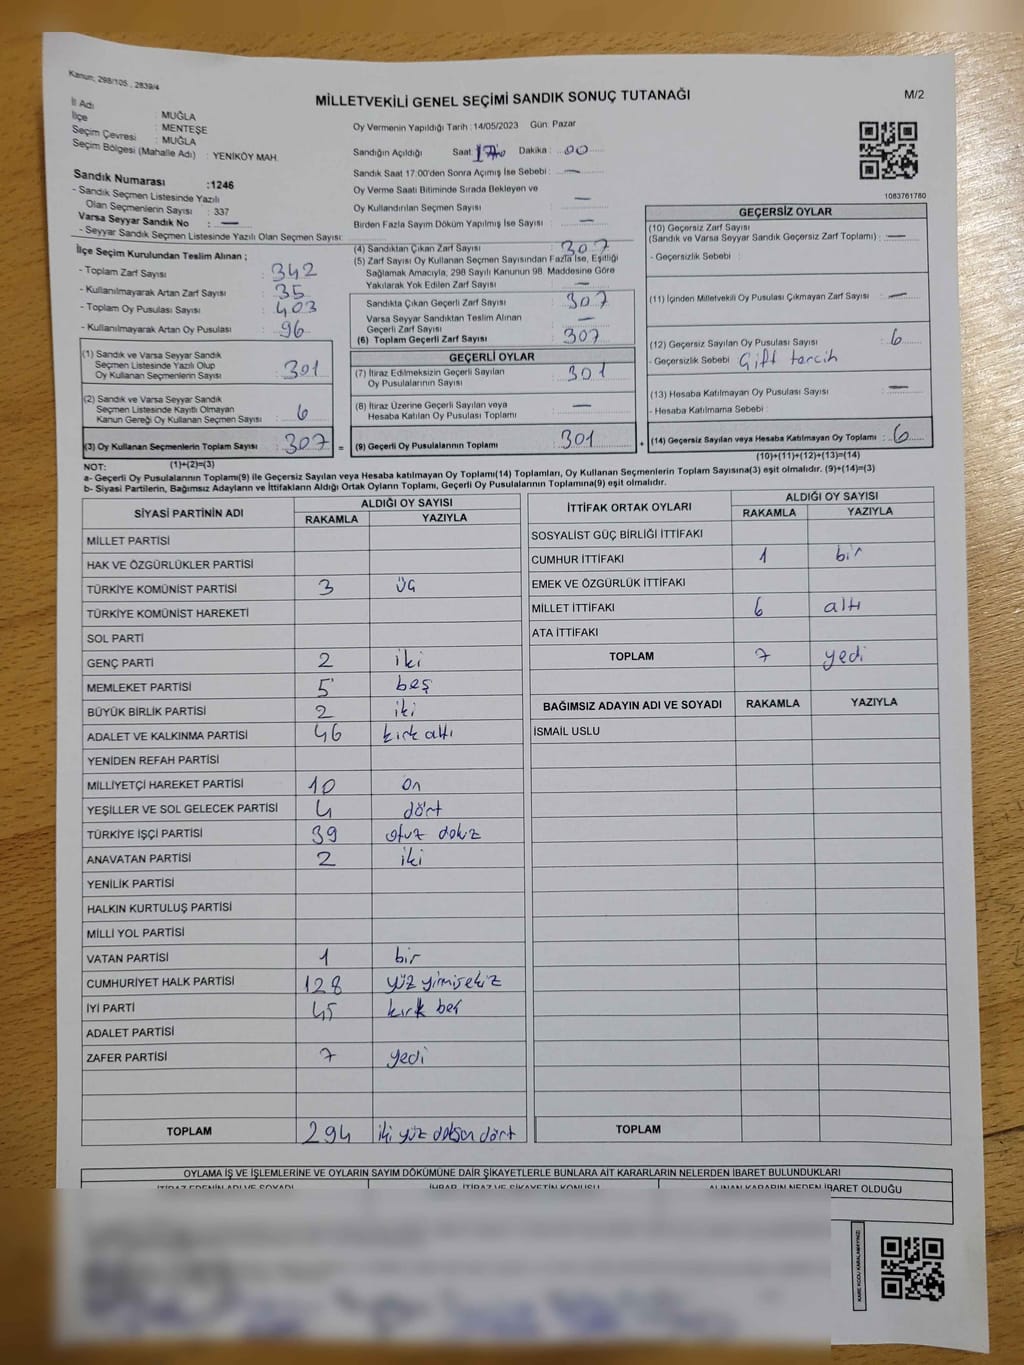 Kanun; 298/105 , 2839/4
MİLLETVEKİLİ GENEL SEÇİMİ SANDIK SONUÇ TUTANAĞI
M/2
İl Adı : MUĞLA
İlçe : MENTEŞE
Seçim Çevresi : MUĞLA
Seçim Bölgesi (Mahalle Adı) : YENİKÖY MAH.
Sandık Numarası :1246
- Sandık Seçmen Listesinde Yazılı
Olan Seçmenlerin Sayısı : 337
Varsa Seyyar Sandık No : —
- Seyyar Sandık Seçmen Listesinde Yazılı Olan Seçmen Sayısı:
İlçe Seçim Kurulundan Teslim Alınan ;
- Toplam Zarf Sayısı : 342
- Kullanılmayarak Artan Zarf Sayısı : 35
- Toplam Oy Pusulası Sayısı : 403
- Kullanılmayarak Artan Oy Pusulası : 96
(1) Sandık ve Varsa Seyyar Sandık
Seçmen Listesinde Yazılı Olup
Oy Kullanan Seçmenlerin Sayısı : 301
(2) Sandık ve Varsa Seyyar Sandık
Seçmen Listesinde Kayıtlı Olmayan
Kanun Gereği Oy Kullanan Seçmen Sayısı : 6
(3) Oy Kullanan Seçmenlerin Toplam Sayısı : 307 =
Oy Vermenin Yapıldığı Tarih : 14/05/2023 Gün: Pazar
Sandığın Açıldığı Saat : 17 Dakika : 00
Sandık Saat 17:00'den Sonra Açılmış İse Sebebi : —
Oy Verme Saati Bitiminde Sırada Bekleyen ve
Oy Kullandırılan Seçmen Sayısı : —
Birden Fazla Sayım Döküm Yapılmış İse Sayısı : —
(4) Sandıktan Çıkan Zarf Sayısı : 307
(5) Zarf Sayısı Oy Kullanan Seçmen Sayısından Fazla İse, Eşitliği
Sağlamak Amacıyla, 298 Sayılı Kanunun 98. Maddesine Göre
Yakılarak Yok Edilen Zarf Sayısı : —
Sandıkta Çıkan Geçerli Zarf Sayısı : 307
Varsa Seyyar Sandıktan Teslim Alınan
Geçerli Zarf Sayısı : —
(6) Toplam Geçerli Zarf Sayısı : 307
GEÇERLİ OYLAR
(7) İtiraz Edilmeksizin Geçerli Sayılan
Oy Pusulalarının Sayısı : 301
(8) İtiraz Üzerine Geçerli Sayılan veya
Hesaba Katılan Oy Pusulası Toplamı : —
(9) Geçerli Oy Pusulalarının Toplamı : 301 +
1083761780
GEÇERSİZ OYLAR
(10) Geçersiz Zarf Sayısı
(Sandık ve Varsa Seyyar Sandık Geçersiz Zarf Toplamı) : —
- Geçersizlik Sebebi :
(11) İçinden Milletvekili Oy Pusulası Çıkmayan Zarf Sayısı : —
(12) Geçersiz Sayılan Oy Pusulası Sayısı : 6
- Geçersizlik Sebebi : Çift tercih
(13) Hesaba Katılmayan Oy Pusulası Sayısı : —
- Hesaba Katılmama Sebebi :
(14) Geçersiz Sayılan veya Hesaba Katılmayan Oy Toplamı : 6
NOT: (1)+(2)=(3)
(10)+(11)+(12)+(13)=(14)
a- Geçerli Oy Pusulalarının Toplamı(9) ile Geçersiz Sayılan veya Hesaba katılmayan Oy Toplamı(14) Toplamları, Oy Kullanan Seçmenlerin Toplam Sayısına(3) eşit olmalıdır. (9)+(14)=(3)
b- Siyasi Partilerin, Bağımsız Adayların ve İttifakların Aldığı Ortak Oyların Toplamı, Geçerli Oy Pusulalarının Toplamına(9) eşit olmalıdır.
SİYASİ PARTİNİN ADI ALDIĞI OY SAYISI
RAKAMLA YAZIYLA
MİLLET PARTİSİ
HAK VE ÖZGÜRLÜKLER PARTİSİ
TÜRKİYE KOMÜNİST PARTİSİ 3 üç
TÜRKİYE KOMÜNİST HAREKETİ
SOL PARTİ
GENÇ PARTİ 2 iki
MEMLEKET PARTİSİ 5 beş
BÜYÜK BİRLİK PARTİSİ 2 iki
ADALET VE KALKINMA PARTİSİ 46 kırk altı
YENİDEN REFAH PARTİSİ
MİLLİYETÇİ HAREKET PARTİSİ 10 on
YEŞİLLER VE SOL GELECEK PARTİSİ 4 dört
TÜRKİYE İŞÇİ PARTİSİ 39 otuz dokuz
ANAVATAN PARTİSİ 2 iki
YENİLİK PARTİSİ
HALKIN KURTULUŞ PARTİSİ
MİLLİ YOL PARTİSİ
VATAN PARTİSİ 1 bir
CUMHURİYET HALK PARTİSİ 128 yüz yirmisekiz
İYİ PARTİ 45 kırk beş
ADALET PARTİSİ
ZAFER PARTİSİ 7 yedi
TOPLAM 294 iki yüz doksan dört
İTTİFAK ORTAK OYLARI ALDIĞI OY SAYISI
RAKAMLA YAZIYLA
SOSYALİST GÜÇ BİRLİĞİ İTTİFAKI
CUMHUR İTTİFAKI 1 bir
EMEK VE ÖZGÜRLÜK İTTİFAKI
MİLLET İTTİFAKI 6 altı
ATA İTTİFAKI
TOPLAM 7 yedi
BAĞIMSIZ ADAYIN ADI VE SOYADI RAKAMLA YAZIYLA
İSMAİL USLU
TOPLAM
OYLAMA İŞ VE İŞLEMLERİNE VE OYLARIN SAYIM DÖKÜMÜNE DAİR ŞİKAYETLERLE BUNLARA AİT KARARLARIN NELERDEN İBARET BULUNDUKLARI
İTİRAZ EDENİN ADI VE SOYADI İHBAR, İTİRAZ VE ŞİKAYETİN KONUSU ALINAN KARARIN NEDEN İBARET OLDUĞU